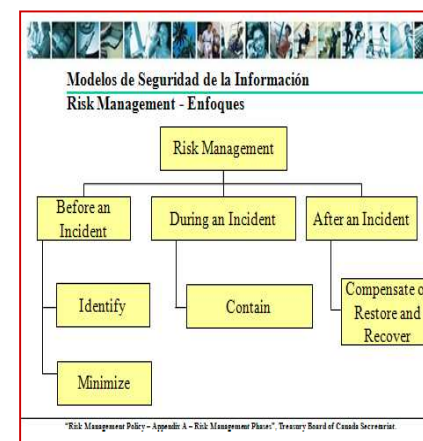 Modelos de Seguridad de la Información
Risk Management - Enfoques
Risk Management
Before an
Incident
During an Incident
After an Incident
Identify
Contain
Compensate o
Restore and
Recover
Minimize
"Risk Management Policy – Appendix A – Risk Management Phases", Treasury Board of Canada Secretariat.